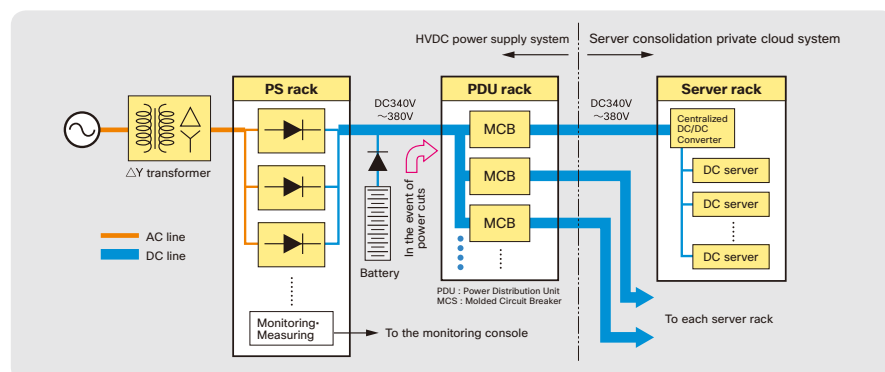 HVDC power supply system
Server consolidation private cloud system
PS rack
PDU rack
Server rack
DC340V
～380V
DC340V
～380V
MCB
MCB
MCB
Centralized
DC/DC
Converter
DC server
DC server
DC server
△Y transformer
In the event of
power cuts
AC line
DC line
Battery
PDU : Power Distribution Unit
MCS : Molded Circuit Breaker
Monitoring・
Measuring
To the monitoring console
To each server rack